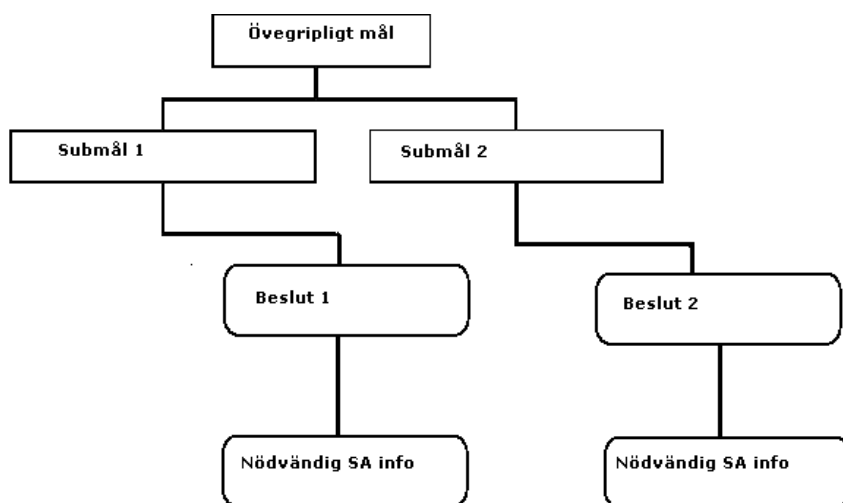 Övegripligt mål
Submål 1
Submål 2
Beslut 1
Beslut 2
Nödvändig SA info
Nödvändig SA info